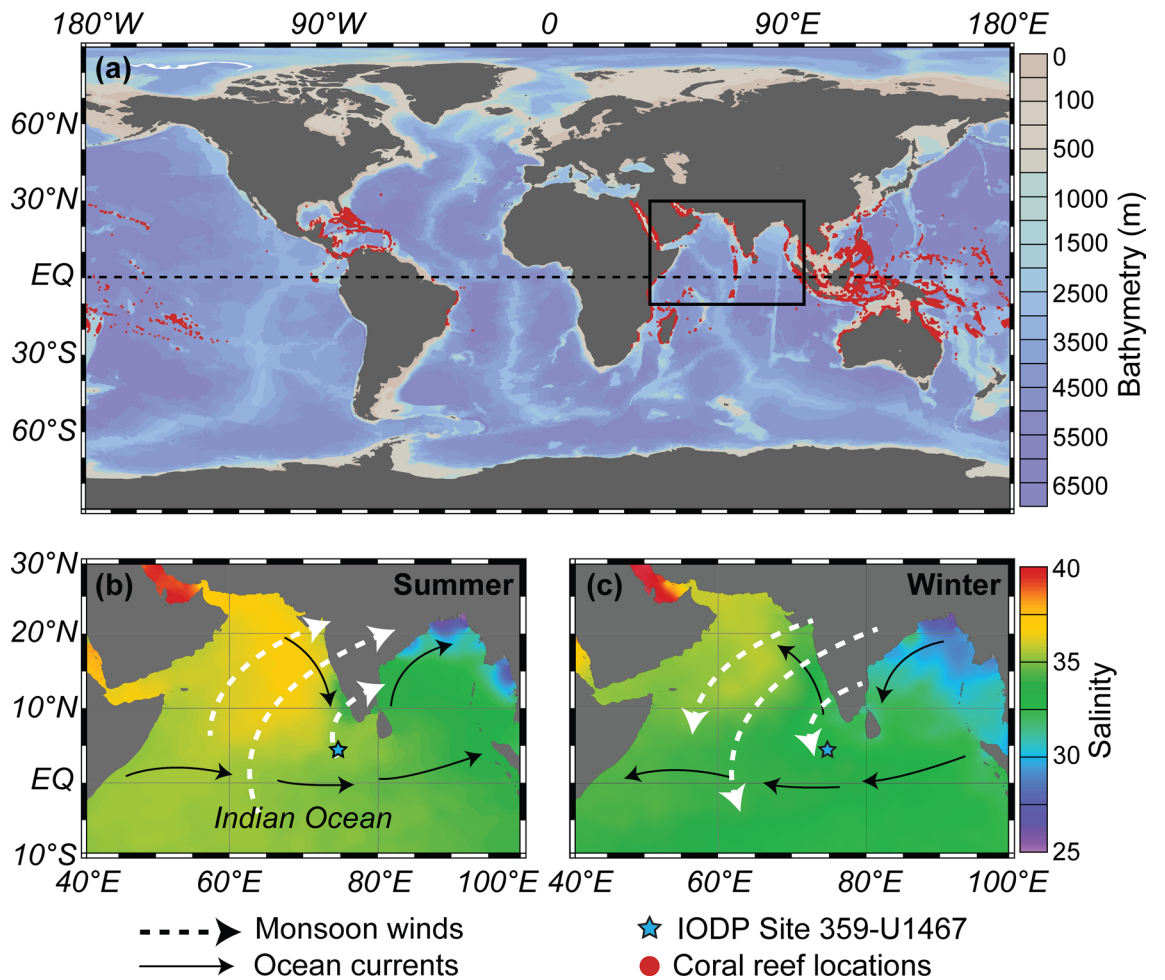 180°W 90°W 0 90°E 180°E
(a)
60°N
30°N
EQ
30°S
60°S
0
100
500
1000
1500
2500
3500
4500
5500
6500
Bathymetry (m)
30°N
20°N
10°N
EQ
10°S
(b) Summer
Indian Ocean
40°E 60°E 80°E 100°E
(c) Winter
40°E 60°E 80°E 100°E
40
35
30
25
Salinity
Monsoon winds
Ocean currents
IODP Site 359-U1467
Coral reef locations